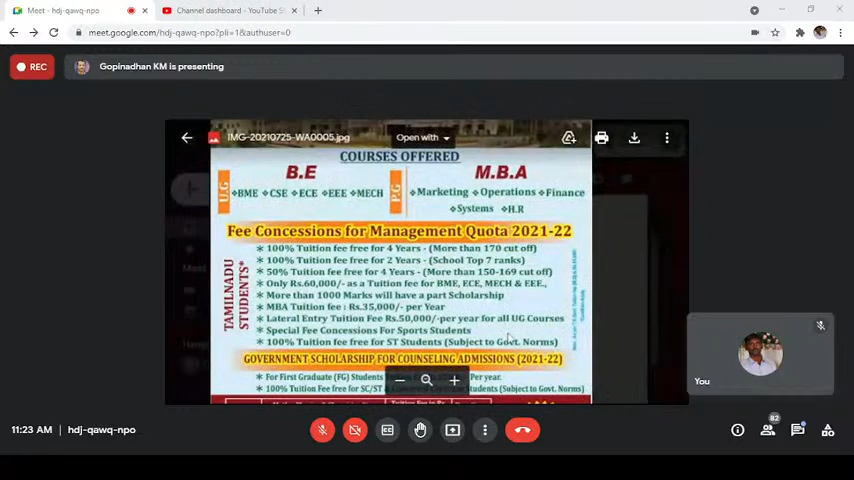 Meet - hdj-qawq-npo
Channel dashboard - YouTube St
meet.google.com/hdj-qawq-npo?pli=1&authuser=0
REC
Gopinadhan KM is presenting
IMG-20210725-WA0005.jpg
Open with
COURSES OFFERED
U.G
B.E
BME CSE ECE EEE MECH
P.G
M.B.A
Marketing Operations Finance
Systems H.R
Fee Concessions for Management Quota 2021-22
TAMILNADU
STUDENTS*
* 100% Tuition fee free for 4 Years - (More than 170 cut off)
* 100% Tuition fee free for 2 Years - (School Top 7 ranks)
* 50% Tuition fee free for 4 Years - (More than 150-169 cut off)
* Only Rs.60,000/- as a Tuition fee for BME, ECE, MECH & EEE.,
* More than 1000 Marks will have a part Scholarship
* MBA Tuition fee : Rs.35,000/- per Year
* Lateral Entry Tuition Fee Rs.50,000/-per year for all UG Courses
* Special Fee Concessions For Sports Students
* 100% Tuition fee free for ST Students (Subject to Govt. Norms)
GOVERNMENT SCHOLARSHIP FOR COUNSELING ADMISSIONS (2021-22)
* For First Graduate (FG) Students Per year.
* 100% Tuition Fee free for SC/ST & Students (Subject to Govt. Norms)
You
11:23 AM | hdj-qawq-npo
82